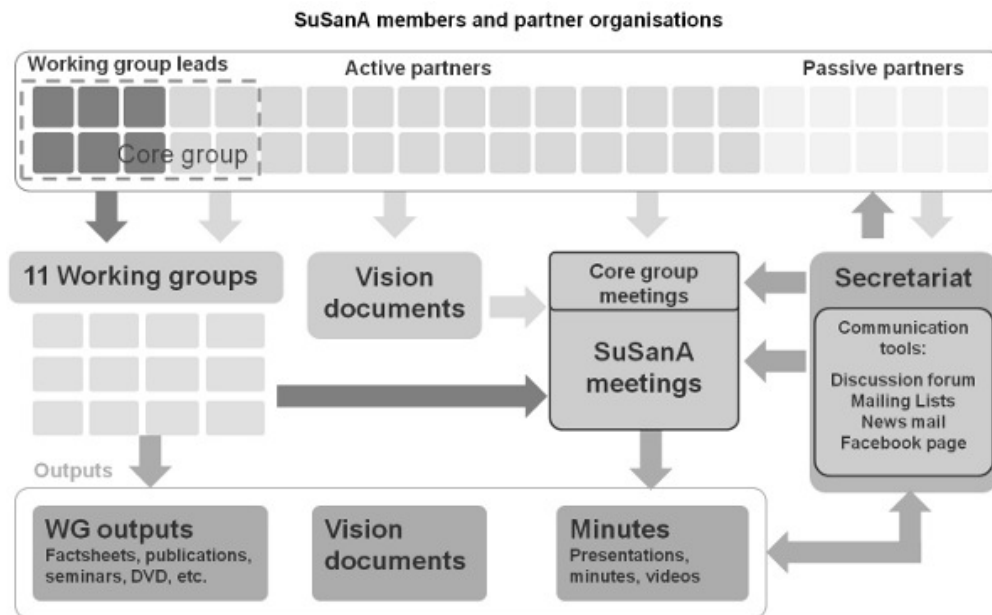 SuSanA members and partner organisations
Working group leads
Active partners
Passive partners
Core group
11 Working groups
Vision
documents
Core group
meetings
SuSanA
meetings
Secretariat
Communication
tools:
Discussion forum
Mailing Lists
News mail
Facebook page
Outputs
WG outputs
Factsheets, publications,
seminars, DVD, etc.
Vision
documents
Minutes
Presentations,
minutes, videos